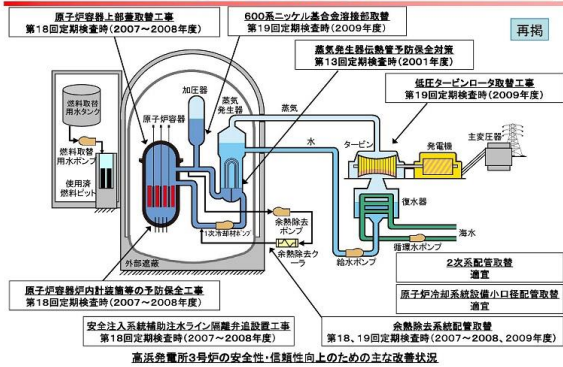 再掲
原子炉容器上部蓋取替工事
第18回定期検査時(2007～2008年度)
600系ニッケル基合金溶接部取替
第19回定期検査時(2009年度)
蒸気発生器伝熱管予防保全対策
第13回定期検査時(2001年度)
低圧タービンロータ取替工事
第19回定期検査時(2009年度)
燃料取替
用水タンク
燃料取替
用水ポンプ
使用済
燃料ピット
原子炉容器
加圧器
蒸気
発生器
蒸気
水
タービン
発電機
主変圧器
復水器
海水
循環水ポンプ
給水ポンプ
余熱除去
ポンプ
余熱除去クーラ
1次冷却材ポンプ
外部遮蔽
原子炉容器炉内計装筒等の予防保全工事
第18回定期検査時(2007～2008年度)
2次系配管取替
適宜
原子炉冷却系統設備小口径配管取替
適宜
安全注入系統補助注水ライン隔離弁追設置工事
第18回定期検査時(2007～2008年度)
余熱除去系統配管取替
第18、19回定期検査時(2007～2008、2009年度)
高浜発電所3号炉の安全性・信頼性向上のための主な改善状況